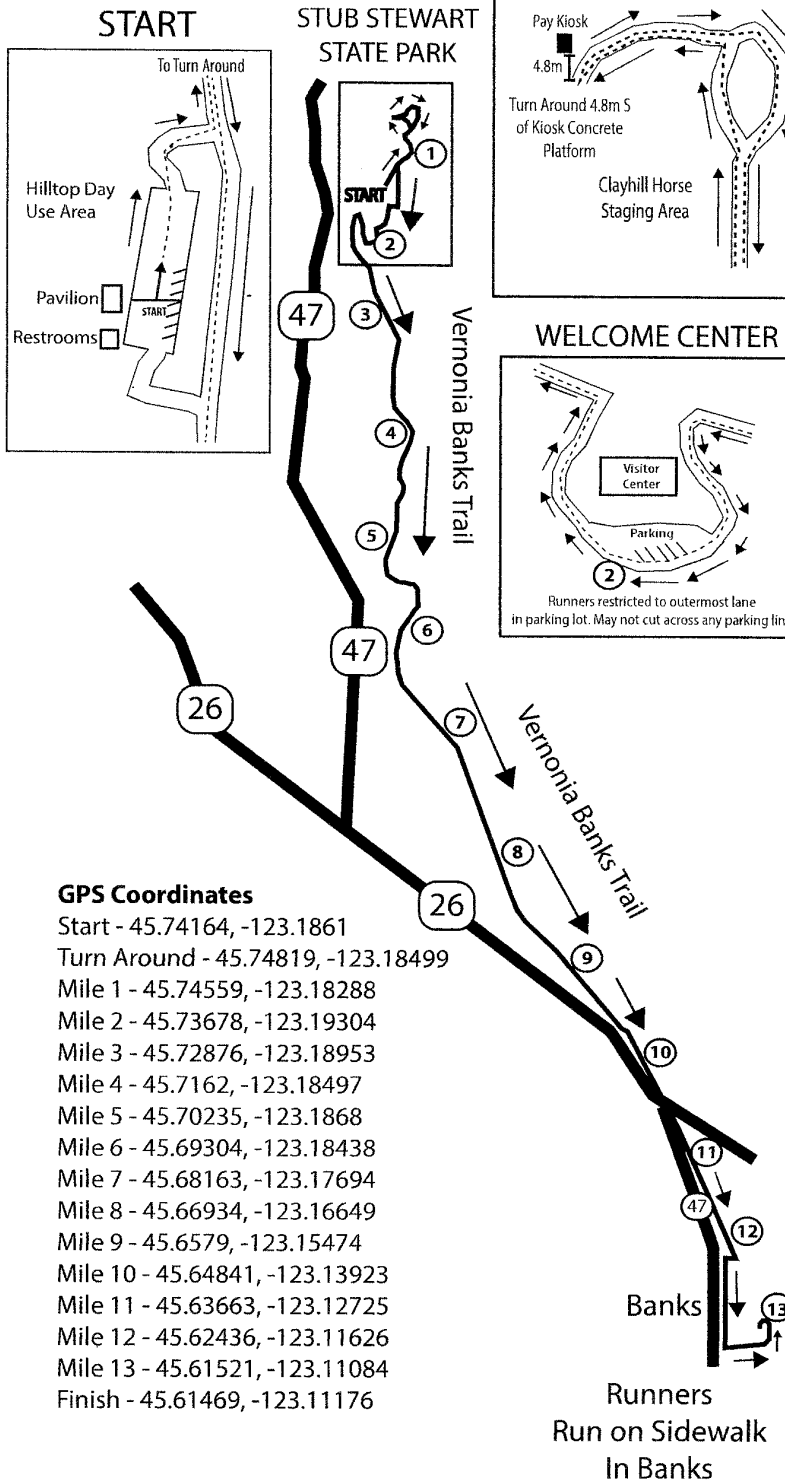 START
To Turn Around
Hilltop Day
Use Area
Pavilion
START
Restrooms
STUB STEWART
STATE PARK
1
START
2
Pay Kiosk
4.8m
Turn Around 4.8m S
of Kiosk Concrete
Platform
Clayhill Horse
Staging Area
WELCOME CENTER
Visitor
Center
Parking
2
Runners restricted to outermost lane
in parking lot. May not cut across any parking lin
47
3
Vernonia Banks Trail
4
5
6
47
26
7
Vernonia Banks Trail
8
26
9
10
11
47
12
Banks
13
Runners
Run on Sidewalk
In Banks
GPS Coordinates
Start - 45.74164, -123.1861
Turn Around - 45.74819, -123.18499
Mile 1 - 45.74559, -123.18288
Mile 2 - 45.73678, -123.19304
Mile 3 - 45.72876, -123.18953
Mile 4 - 45.7162, -123.18497
Mile 5 - 45.70235, -123.1868
Mile 6 - 45.69304, -123.18438
Mile 7 - 45.68163, -123.17694
Mile 8 - 45.66934, -123.16649
Mile 9 - 45.6579, -123.15474
Mile 10 - 45.64841, -123.13923
Mile 11 - 45.63663, -123.12725
Mile 12 - 45.62436, -123.11626
Mile 13 - 45.61521, -123.11084
Finish - 45.61469, -123.11176